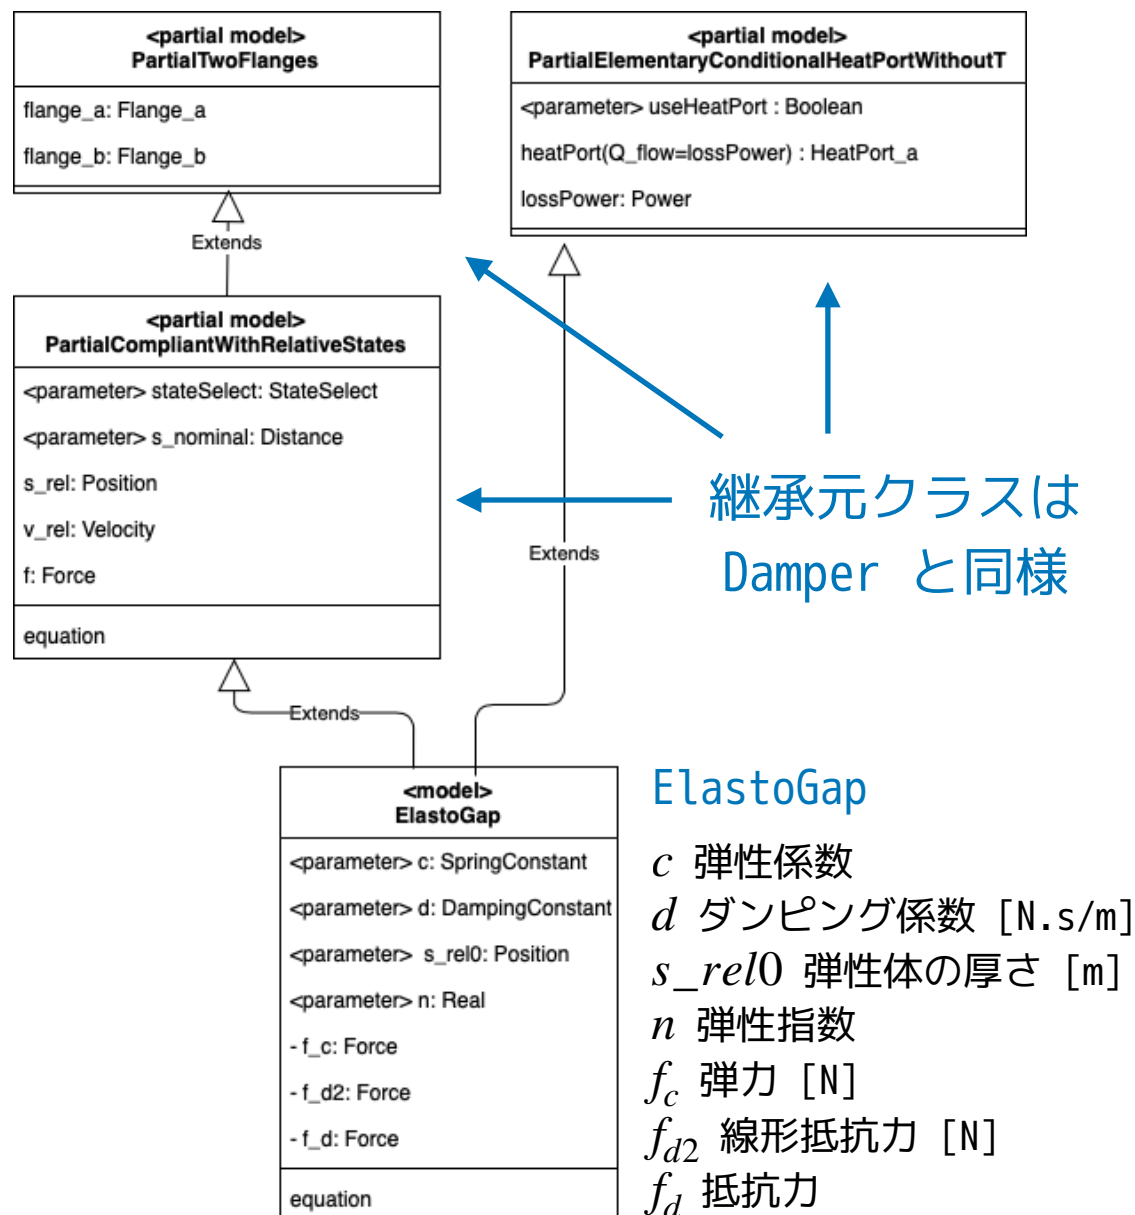 <partial model>
PartialTwoFlanges
flange_a: Flange_a
flange_b: Flange_b
<partial model>
PartialElementaryConditionalHeatPortWithoutT
<parameter> useHeatPort : Boolean
heatPort(Q_flow=lossPower) : HeatPort_a
lossPower: Power
Extends
<partial model>
PartialCompliantWithRelativeStates
<parameter> stateSelect: StateSelect
<parameter> s_nominal: Distance
s_rel: Position
v_rel: Velocity
f: Force
equation
Extends
継承元クラスは
Damper と同様
Extends
<model>
ElastoGap
<parameter> c: SpringConstant
<parameter> d: DampingConstant
<parameter> s_rel0: Position
<parameter> n: Real
- f_c: Force
- f_d2: Force
- f_d: Force
equation
ElastoGap
c 弾性係数
d ダンピング係数 [N.s/m]
s_rel0 弾性体の厚さ [m]
n 弾性指数
f_c 弾力 [N]
f_{d2} 線形抵抗力 [N]
f_d 抵抗力